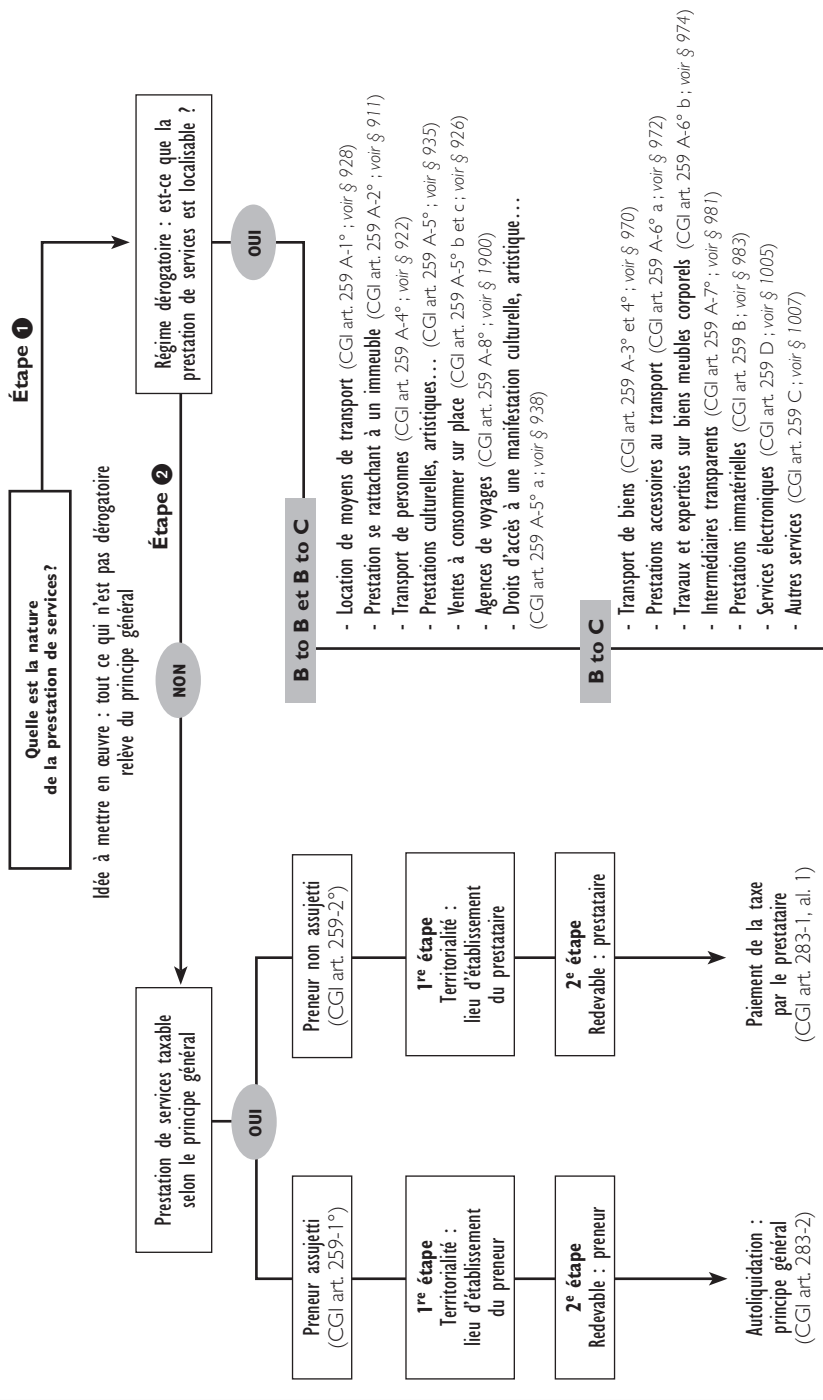 Quelle est la nature
de la prestation de services?
Étape ❶
Régime dérogatoire : est-ce que la
prestation de services est localisable ?
Idée à mettre en œuvre : tout ce qui n'est pas dérogatoire
relève du principe général
Étape ❷
NON
OUI
Prestation de services taxable
selon le principe général
OUI
Preneur assujetti
(CGI art. 259-1°)
1re étape
Territorialité :
lieu d'établissement
du preneur
2e étape
Redevable : preneur
Autoliquidation :
principe général
(CGI art. 283-2)
Preneur non assujetti
(CGI art. 259-2°)
1re étape
Territorialité :
lieu d'établissement
du prestataire
2e étape
Redevable : prestataire
Paiement de la taxe
par le prestataire
(CGI art. 283-1, al. 1)
B to B et B to C
- Location de moyens de transport (CGI art. 259 A-1° ; voir § 928)
- Prestation se rattachant à un immeuble (CGI art. 259 A-2° ; voir § 911)
- Transport de personnes (CGI art. 259 A-4° ; voir § 922)
- Prestations culturelles, artistiques… (CGI art. 259 A-5° ; voir § 935)
- Ventes à consommer sur place (CGI art. 259 A-5° b et c ; voir § 926)
- Agences de voyages (CGI art. 259 A-8° ; voir § 1900)
- Droits d'accès à une manifestation culturelle, artistique…
(CGI art. 259 A-5° a ; voir § 938)
B to C
- Transport de biens (CGI art. 259 A-3° et 4° ; voir § 970)
- Prestations accessoires au transport (CGI art. 259 A-6° a ; voir § 972)
- Travaux et expertises sur biens meubles corporels (CGI art. 259 A-6° b ; voir § 974)
- Intermédiaires transparents (CGI art. 259 A-7° ; voir § 981)
- Prestations immatérielles (CGI art. 259 B ; voir § 983)
- Services électroniques (CGI art. 259 D ; voir § 1005)
- Autres services (CGI art. 259 C ; voir § 1007)